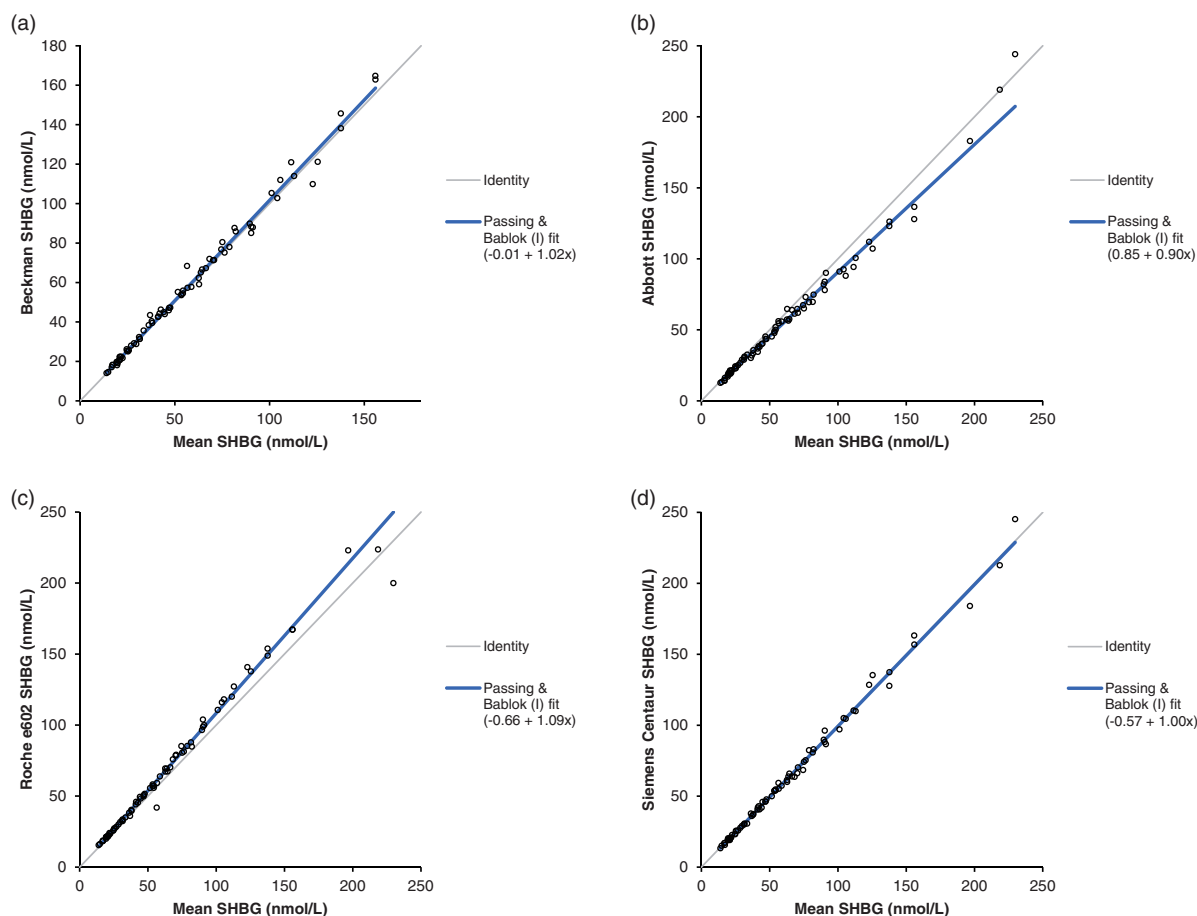 (a)
180
160
140
120
100
80
60
40
20
0
0 50 100 150
Beckman SHBG (nmol/L)
Mean SHBG (nmol/L)
Identity
Passing &
Bablok (I) fit
(-0.01 + 1.02x)
(b)
250
200
150
100
50
0
0 50 100 150 200 250
Abbott SHBG (nmol/L)
Mean SHBG (nmol/L)
Identity
Passing &
Bablok (I) fit
(0.85 + 0.90x)
(c)
250
200
150
100
50
0
0 50 100 150 200 250
Roche e602 SHBG (nmol/L)
Mean SHBG (nmol/L)
Identity
Passing &
Bablok (I) fit
(-0.66 + 1.09x)
(d)
250
200
150
100
50
0
0 50 100 150 200 250
Siemens Centaur SHBG (nmol/L)
Mean SHBG (nmol/L)
Identity
Passing &
Bablok (I) fit
(-0.57 + 1.00x)